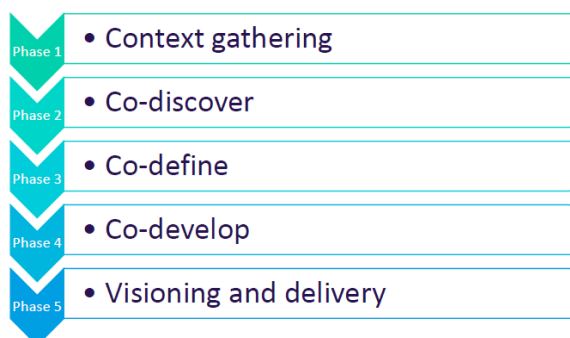 Phase 1
• Context gathering
Phase 2
• Co-discover
Phase 3
• Co-define
Phase 4
• Co-develop
Phase 5
• Visioning and delivery